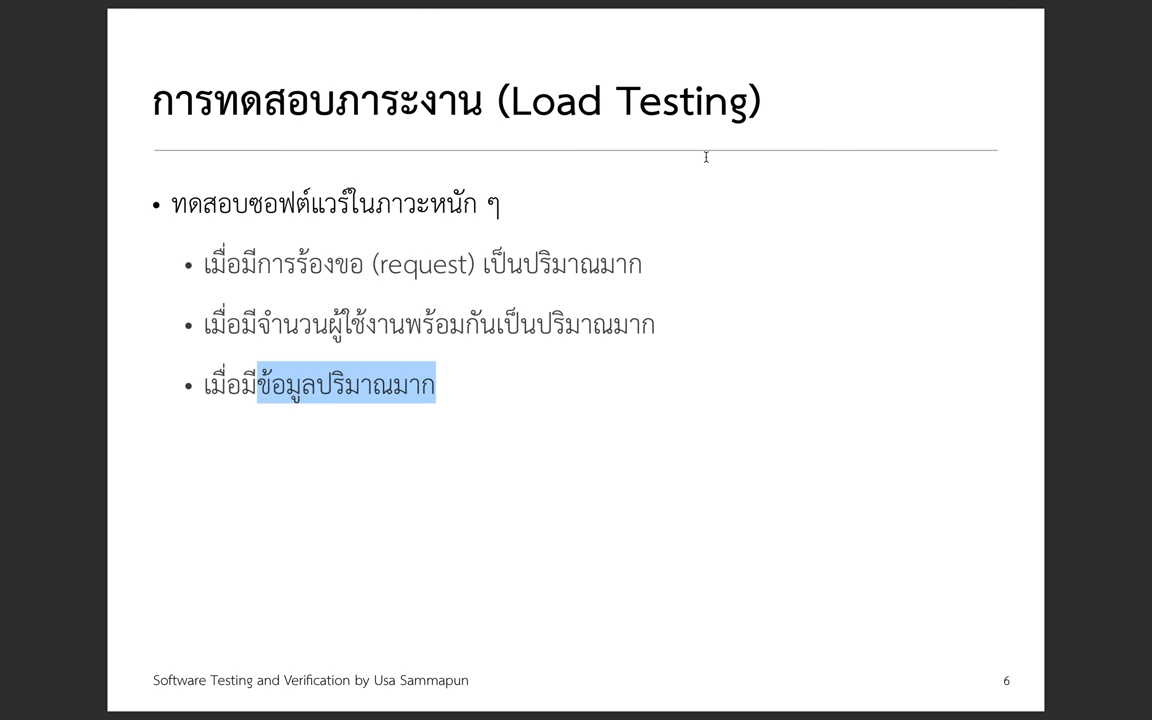 การทดสอบภาระงาน (Load Testing)
• ทดสอบซอฟต์แวร์ในภาวะหนัก ๆ
• เมื่อมีการร้องขอ (request) เป็นปริมาณมาก
• เมื่อมีจำนวนผู้ใช้งานพร้อมกันเป็นปริมาณมาก
• เมื่อมีข้อมูลปริมาณมาก
Software Testing and Verification by Usa Sammapun
6